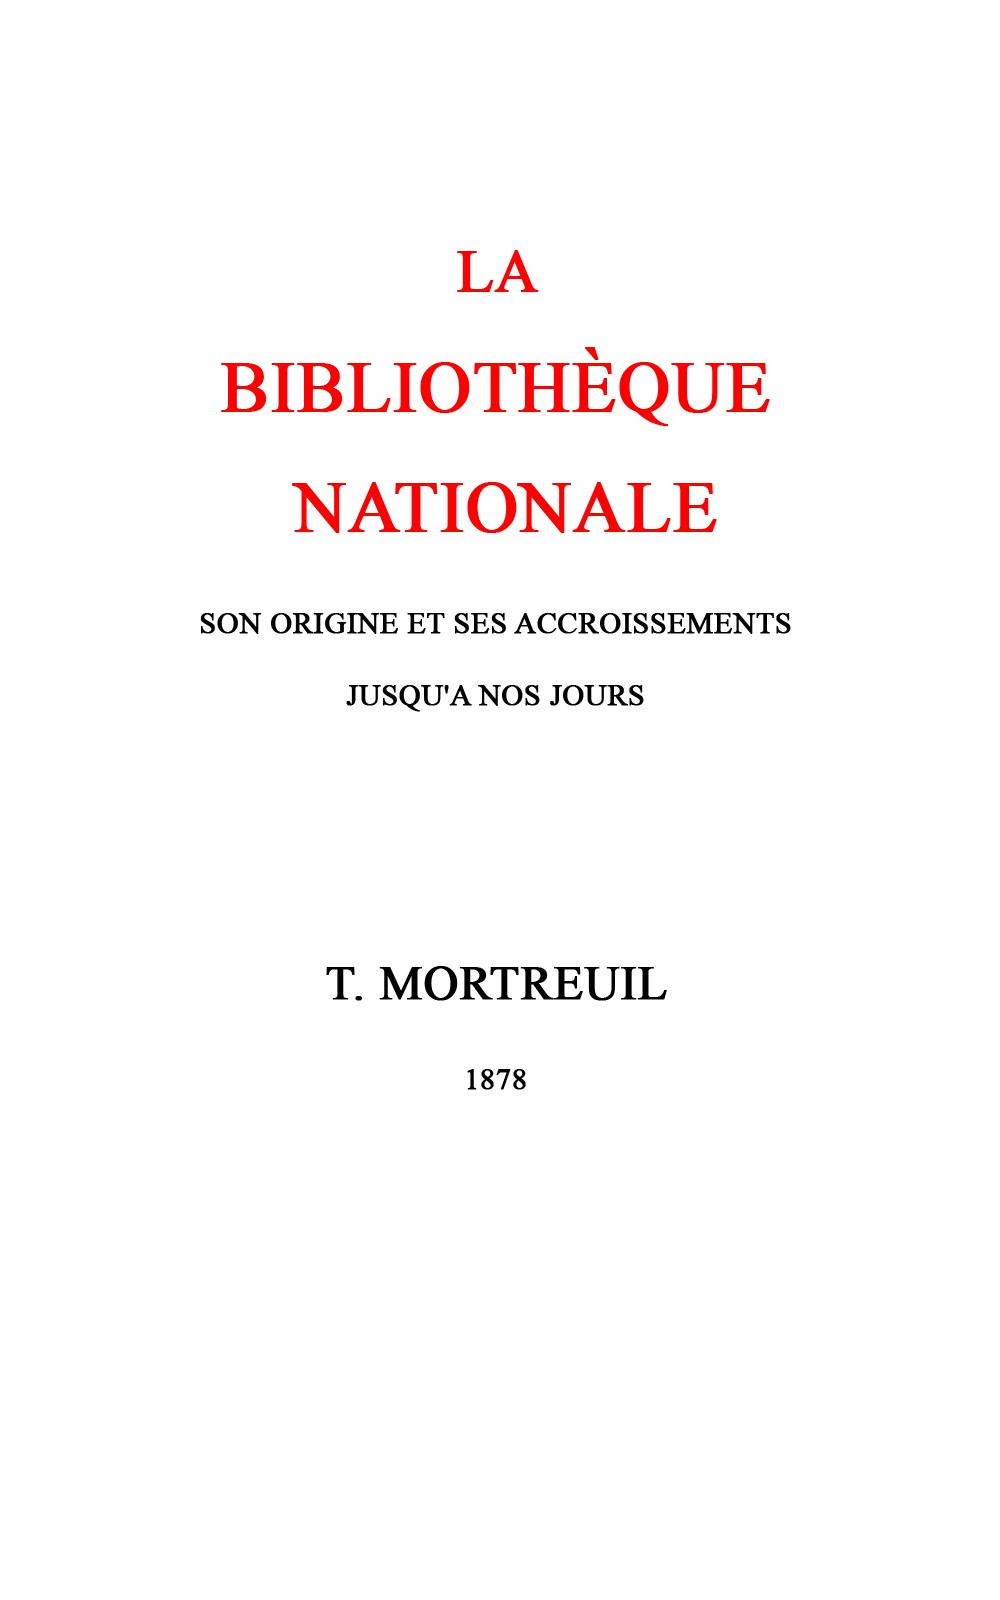 LA
BIBLIOTHÈQUE
NATIONALE
SON ORIGINE ET SES ACCROISSEMENTS
JUSQU'A NOS JOURS
T. MORTREUIL
1878